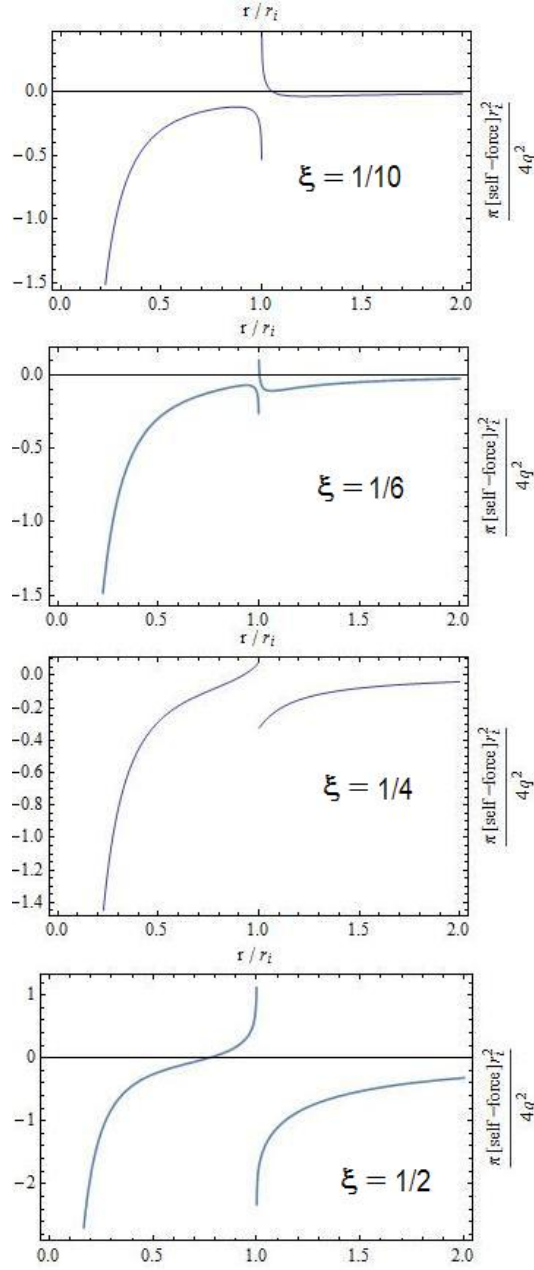 r / r_i
0.0
−0.5
−1.0
−1.5
ξ = 1/10
π [self −force] r_i^2
4q^2
0.0 0.5 1.0 1.5 2.0
r / r_i
0.0
−0.5
−1.0
−1.5
ξ = 1/6
π [self −force] r_i^2
4q^2
0.0 0.5 1.0 1.5 2.0
r / r_i
0.0
−0.2
−0.4
−0.6
−0.8
−1.0
−1.2
−1.4
ξ = 1/4
π [self −force] r_i^2
4q^2
0.0 0.5 1.0 1.5 2.0
r / r_i
1
0
−1
−2
ξ = 1/2
π [self −force] r_i^2
4q^2
0.0 0.5 1.0 1.5 2.0